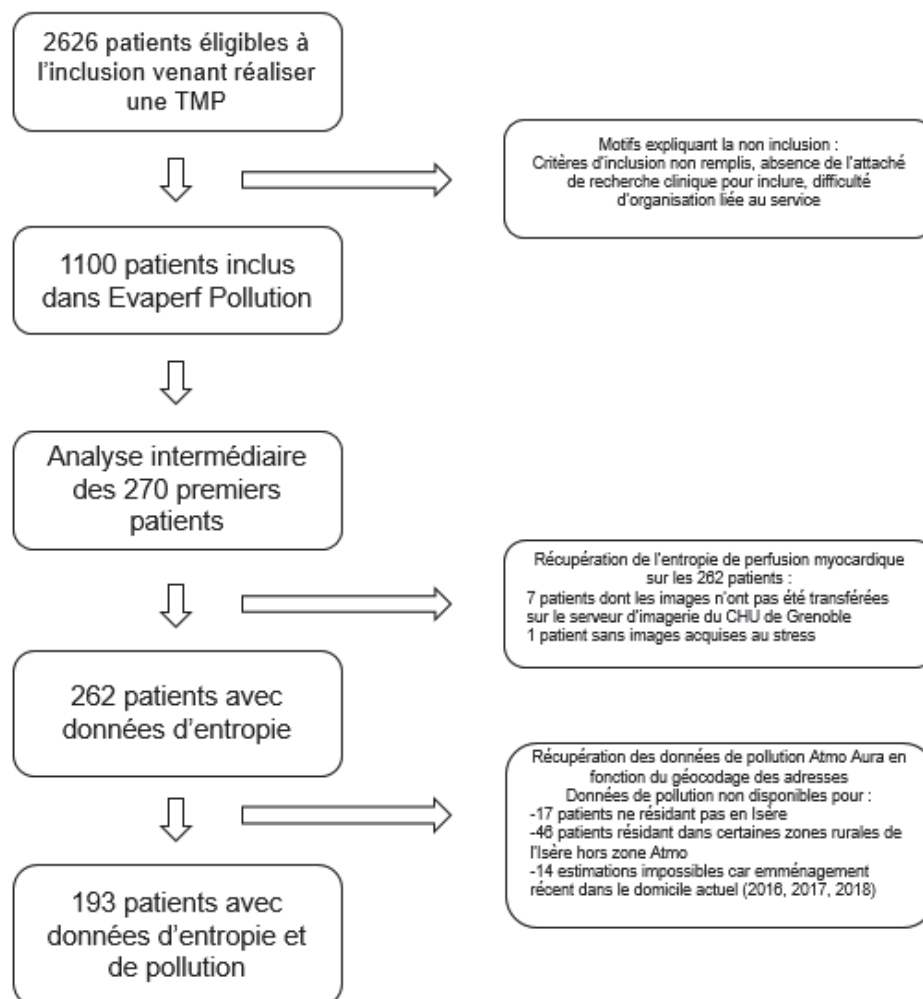 2626 patients éligibles à
l'inclusion venant réaliser
une TMP
Motifs expliquant la non inclusion :
Critères d'inclusion non remplis, absence de l'attaché
de recherche clinique pour inclure, difficulté
d'organisation liée au service
1100 patients inclus
dans Evaperf Pollution
Analyse intermédiaire
des 270 premiers
patients
Récupération de l'entropie de perfusion myocardique
sur les 262 patients :
7 patients dont les images n'ont pas été transférées
sur le serveur d'imagerie du CHU de Grenoble
1 patient sans images acquises au stress
262 patients avec
données d'entropie
Récupération des données de pollution Atmo Aura en
fonction du géocodage des adresses
Données de pollution non disponibles pour :
-17 patients ne résidant pas en Isère
-46 patients résidant dans certaines zones rurales de
l'Isère hors zone Atmo
-14 estimations impossibles car emménagement
récent dans le domicile actuel (2016, 2017, 2018)
193 patients avec
données d'entropie et
de pollution